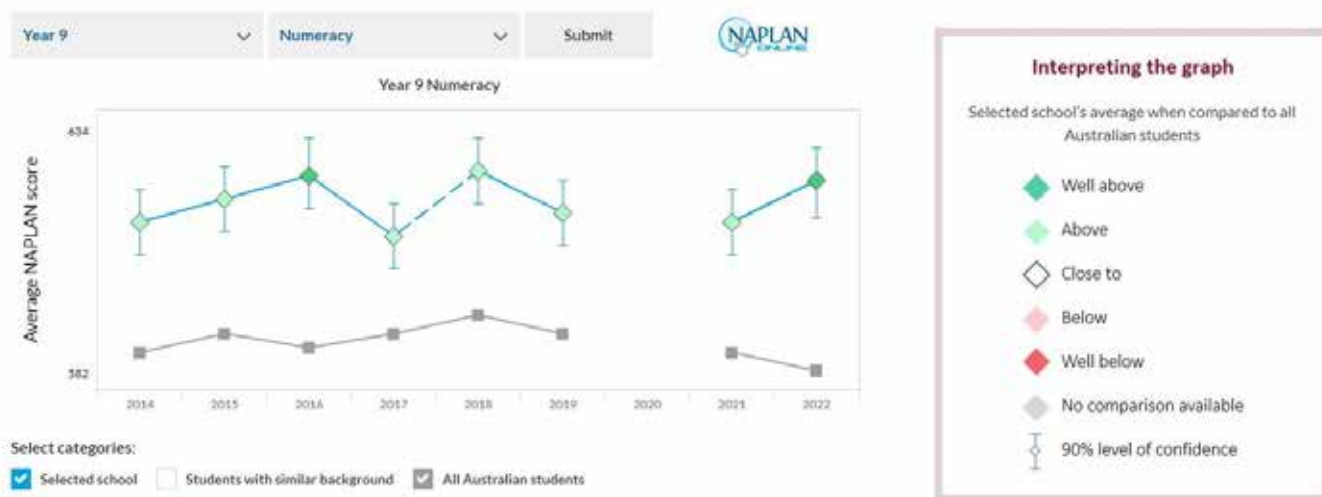 Year 9
Numeracy
Submit
NAPLAN
ONLINE
Year 9 Numeracy
Average NAPLAN score
634
582
2014
2015
2016
2017
2018
2019
2020
2021
2022
Select categories:
Selected school
Students with similar background
All Australian students
Interpreting the graph
Selected school's average when compared to all
Australian students
Well above
Above
Close to
Below
Well below
No comparison available
90% level of confidence